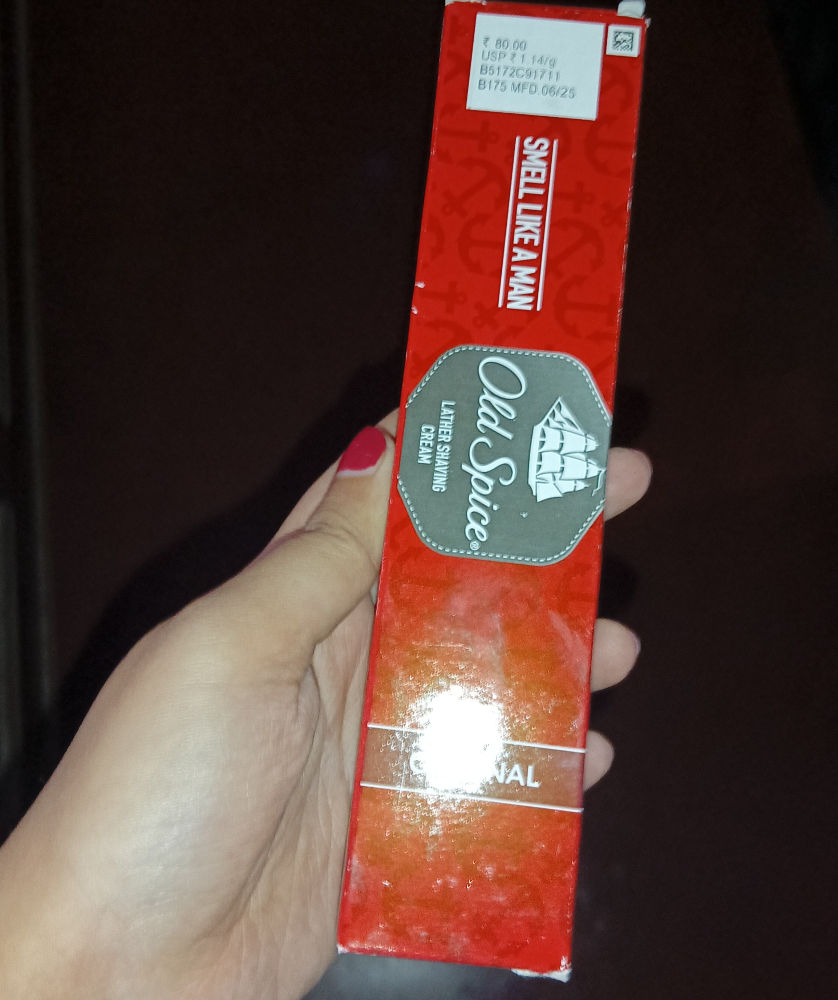 ₹ 80.00
USP ₹ 1.14/g
B5172C91711
B175 MFD.06/25
SMELL LIKE A MAN
Old Spice®
LATHER SHAVING
CREAM